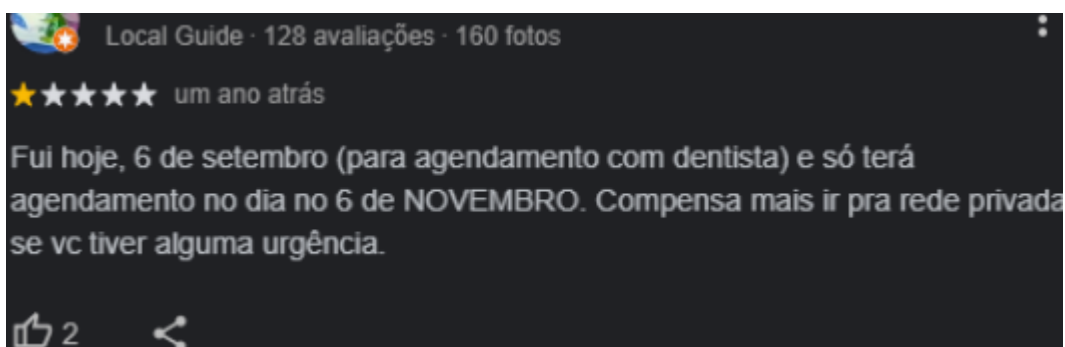 Local Guide · 128 avaliações · 160 fotos
um ano atrás
Fui hoje, 6 de setembro (para agendamento com dentista) e só terá
agendamento no dia no 6 de NOVEMBRO. Compensa mais ir pra rede privada
se vc tiver alguma urgência.
2